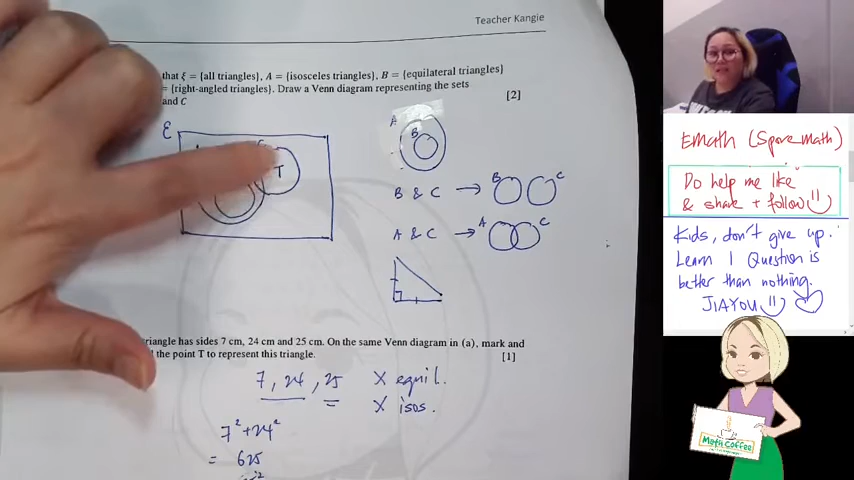 Teacher Kangie
that ξ = {all triangles}, A = {isosceles triangles}, B = {equilateral triangles}
= {right-angled triangles}. Draw a Venn diagram representing the sets
and C
[2]
ξ
T
A
B
B & C → B C
A & C → A C
triangle has sides 7 cm, 24 cm and 25 cm. On the same Venn diagram in (a), mark and
the point T to represent this triangle.
[1]
7, 24, 25 X equil.
X isos.
7²+24²
= 625
Emath (Spore math)
Do help me like
& share + follow
Kids, don't give up.
Learn 1 Question is
better than nothing.
JIAYOU
Math Coffee